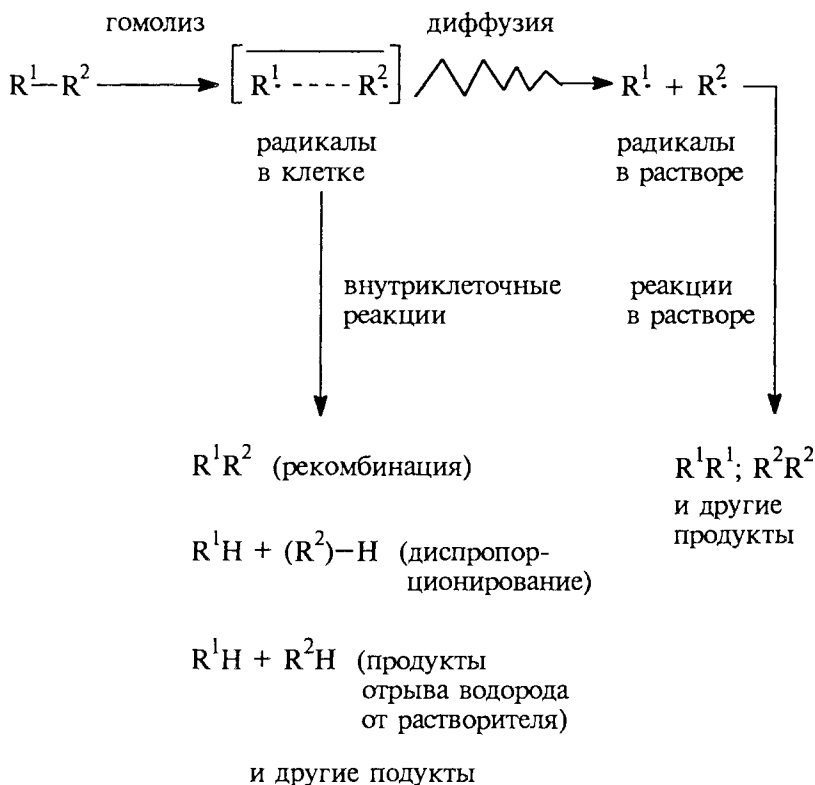 гомолиз диффузия
R¹—R² [R¹· ---- R²·] R¹· + R²·
радикалы радикалы
в клетке в растворе
внутриклеточные реакции
реакции в растворе
R¹R² (рекомбинация) R¹R¹; R²R²
и другие
R¹H + (R²)—H (диспропор- продукты
ционирование)
R¹H + R²H (продукты
отрыва водорода
от растворителя)
и другие подукты